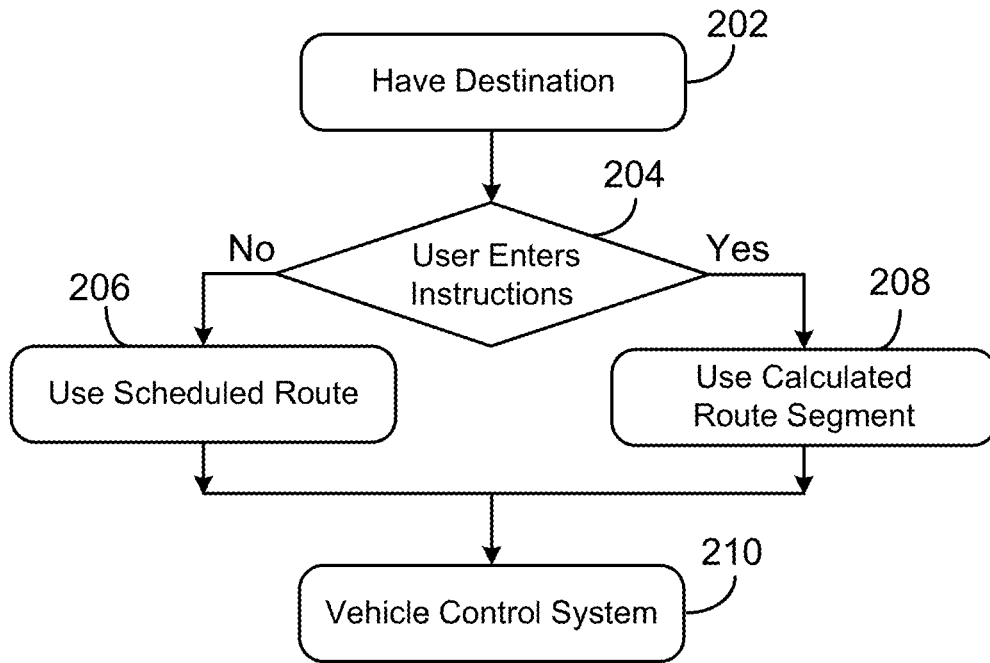 202
Have Destination
204
No
User Enters
Instructions
Yes
206
208
Use Scheduled Route
Use Calculated
Route Segment
210
Vehicle Control System